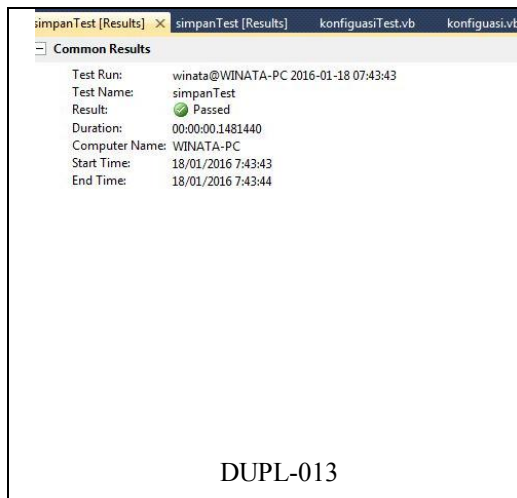 simpanTest [Results] × simpanTest [Results] konfiguasiTest.vb konfiguasi.vb
Common Results
Test Run: winata@WINATA-PC 2016-01-18 07:43:43
Test Name: simpanTest
Result: Passed
Duration: 00:00:00.1481440
Computer Name: WINATA-PC
Start Time: 18/01/2016 7:43:43
End Time: 18/01/2016 7:43:44
DUPL-013